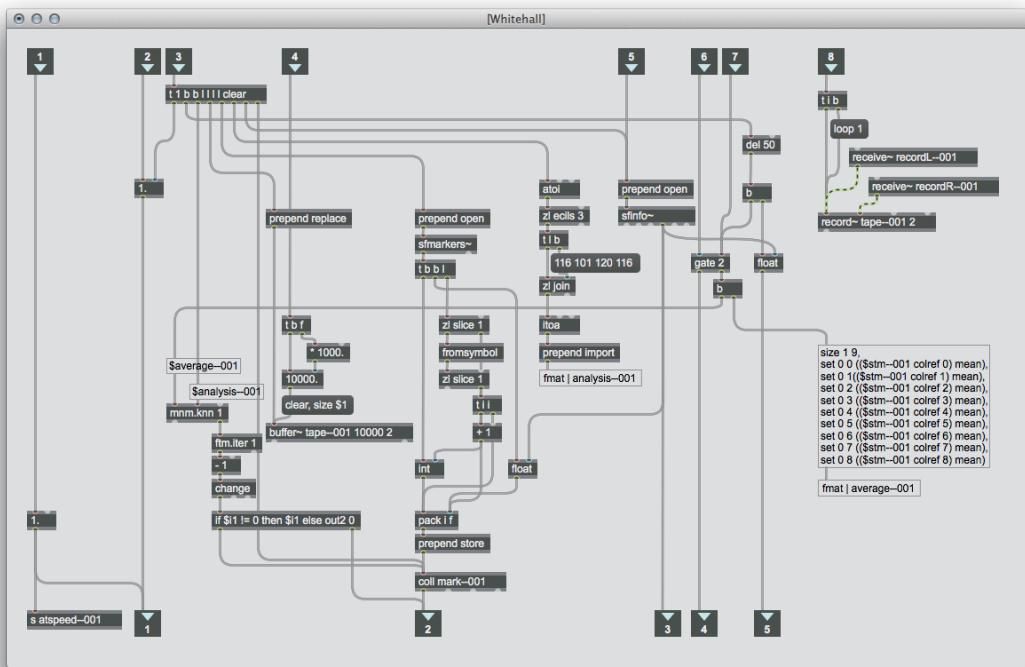 [Whitehall]
1
2
3
4
5
6
7
8
t 1 b b l l l l clear
t i b
loop 1
del 50
receive~ recordL--001
1.
atoi
prepend open
b
receive~ recordR--001
prepend replace
prepend open
zl ecils 3
sfinfo~
record~ tape--001 2
sfmarkers~
t l b
t b b l
116 101 120 116
gate 2
float
zl join
b
t b f
zl slice 1
itoa
* 1000.
fromsymbol
prepend import
$average--001
10000.
zl slice 1
fmat | analysis--001
$analysis--001
clear, size $1
t i i
mnm.knn 1
buffer~ tape--001 10000 2
+ 1
size 1 9,
set 0 0 (($stm--001 colref 0) mean),
set 0 1(($stm--001 colref 1) mean),
set 0 2 (($stm--001 colref 2) mean),
set 0 3 (($stm--001 colref 3) mean),
set 0 4 (($stm--001 colref 4) mean),
set 0 5 (($stm--001 colref 5) mean),
set 0 6 (($stm--001 colref 6) mean),
set 0 7 (($stm--001 colref 7) mean),
set 0 8 (($stm--001 colref 8) mean)
ftm.iter 1
- 1
int
float
change
fmat | average--001
1.
if $i1 != 0 then $i1 else out2 0
pack i f
prepend store
coll mark--001
s atspeed--001
1
2
3
4
5